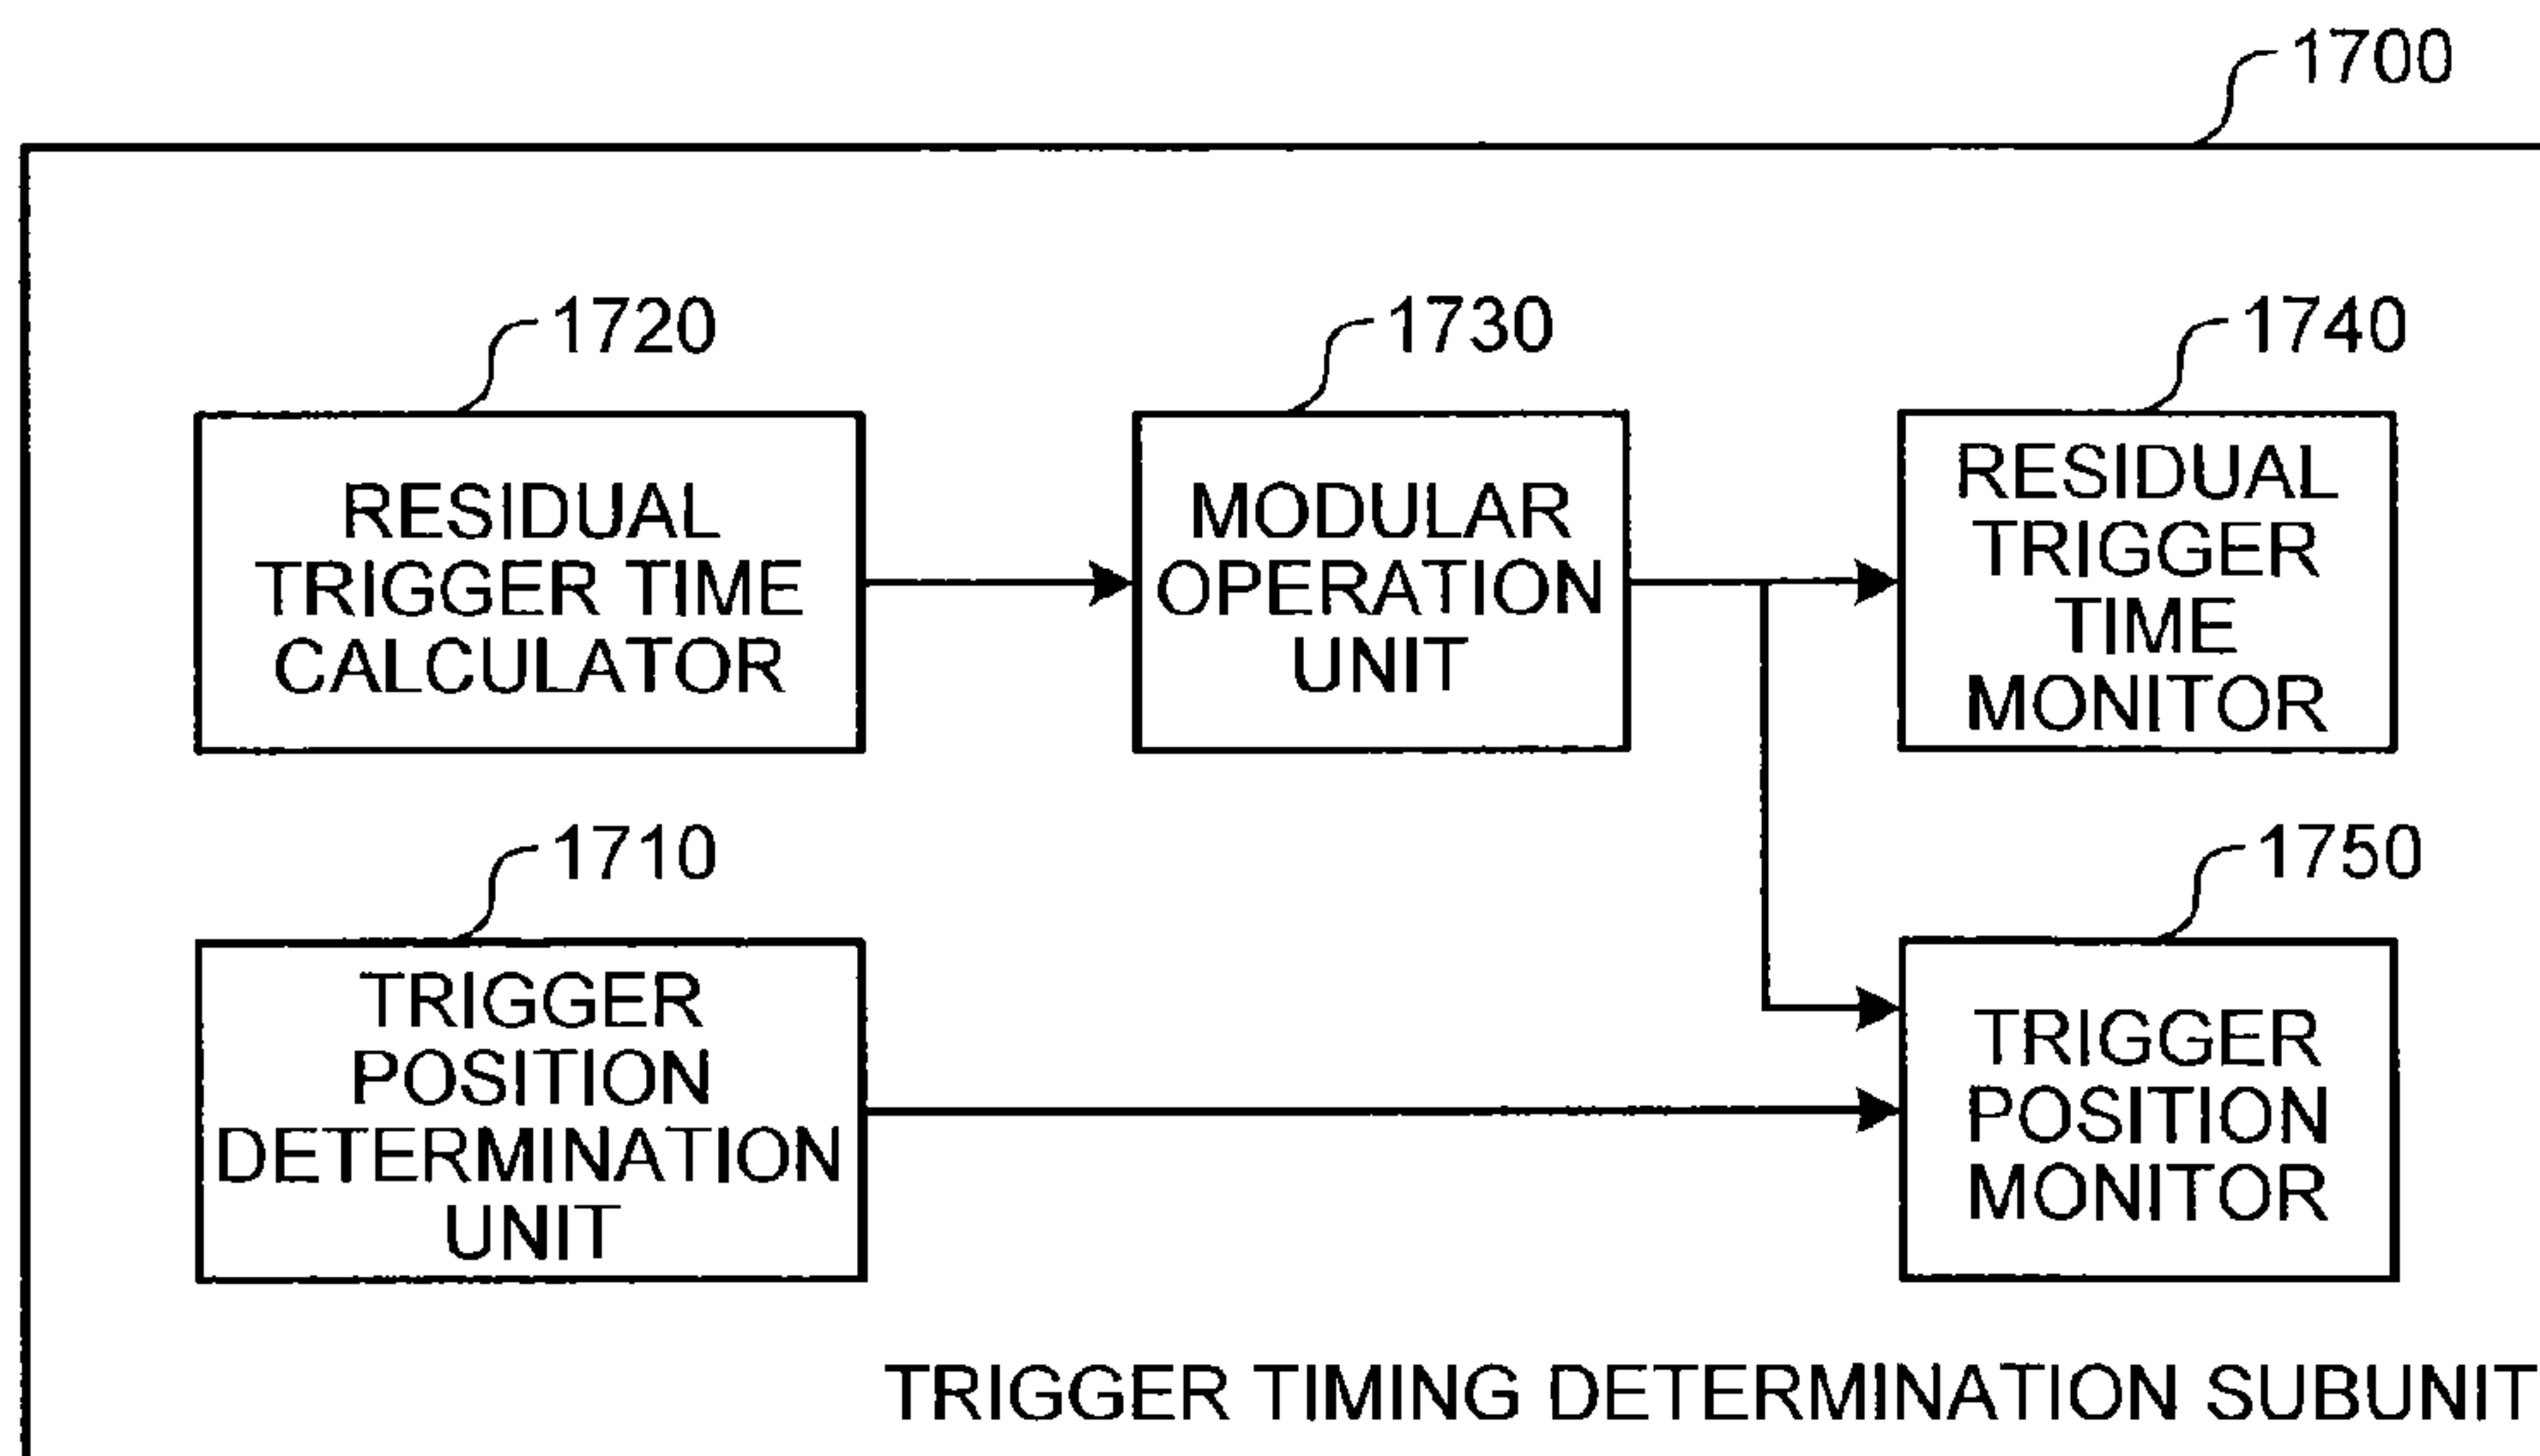 1700
1720
RESIDUAL
TRIGGER TIME
CALCULATOR
1730
MODULAR
OPERATION
UNIT
1740
RESIDUAL
TRIGGER
TIME
MONITOR
1710
TRIGGER
POSITION
DETERMINATION
UNIT
1750
TRIGGER
POSITION
MONITOR
TRIGGER TIMING DETERMINATION SUBUNIT